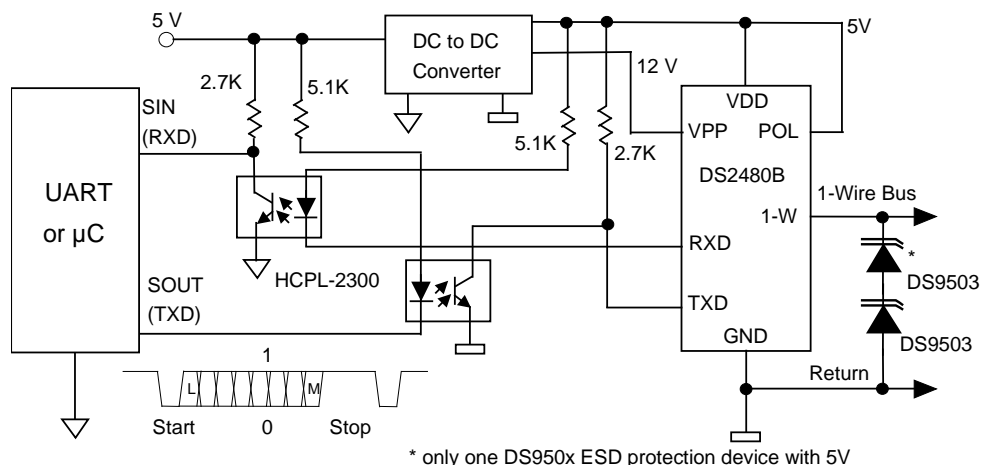 5 V
DC to DC
Converter
5V
12 V
2.7K
5.1K
5.1K
2.7K
SIN
(RXD)
UART
or µC
SOUT
(TXD)
HCPL-2300
VDD
VPP
POL
DS2480B
1-W
RXD
TXD
GND
1-Wire Bus
*
DS9503
DS9503
Return
1
L
M
Start
0
Stop
* only one DS950x ESD protection device with 5V